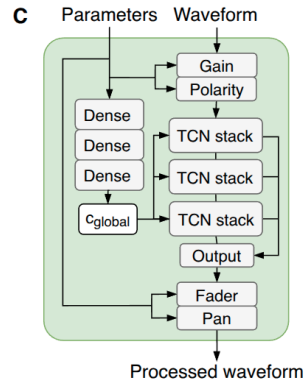 C
Parameters Waveform
Gain
Polarity
Dense
Dense
Dense
cglobal
TCN stack
TCN stack
TCN stack
Output
Fader
Pan
Processed waveform